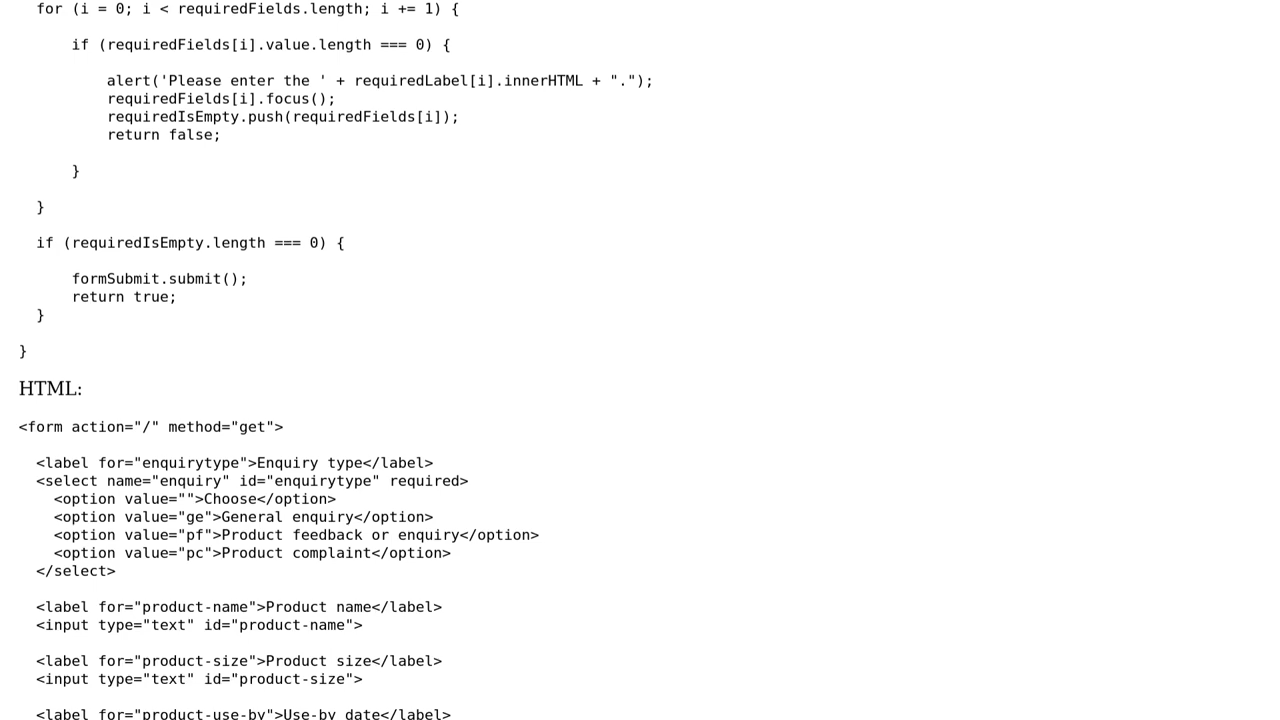 for (i = 0; i < requiredFields.length; i += 1) {
if (requiredFields[i].value.length === 0) {
alert('Please enter the ' + requiredLabel[i].innerHTML + ".");
requiredFields[i].focus();
requiredIsEmpty.push(requiredFields[i]);
return false;
}
}
if (requiredIsEmpty.length === 0) {
formSubmit.submit();
return true;
}
}
HTML:
<form action="/" method="get">
<label for="enquirytype">Enquiry type</label>
<select name="enquiry" id="enquirytype" required>
<option value="">Choose</option>
<option value="ge">General enquiry</option>
<option value="pf">Product feedback or enquiry</option>
<option value="pc">Product complaint</option>
</select>
<label for="product-name">Product name</label>
<input type="text" id="product-name">
<label for="product-size">Product size</label>
<input type="text" id="product-size">
<label for="product-use-by">Use-by date</label>